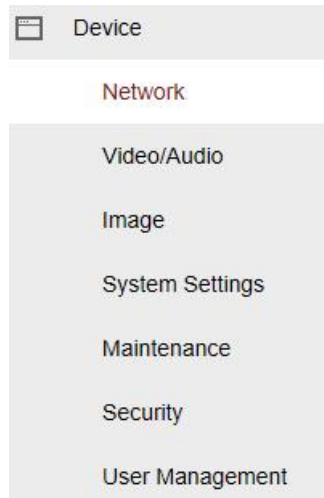 Device
Network
Video/Audio
Image
System Settings
Maintenance
Security
User Management